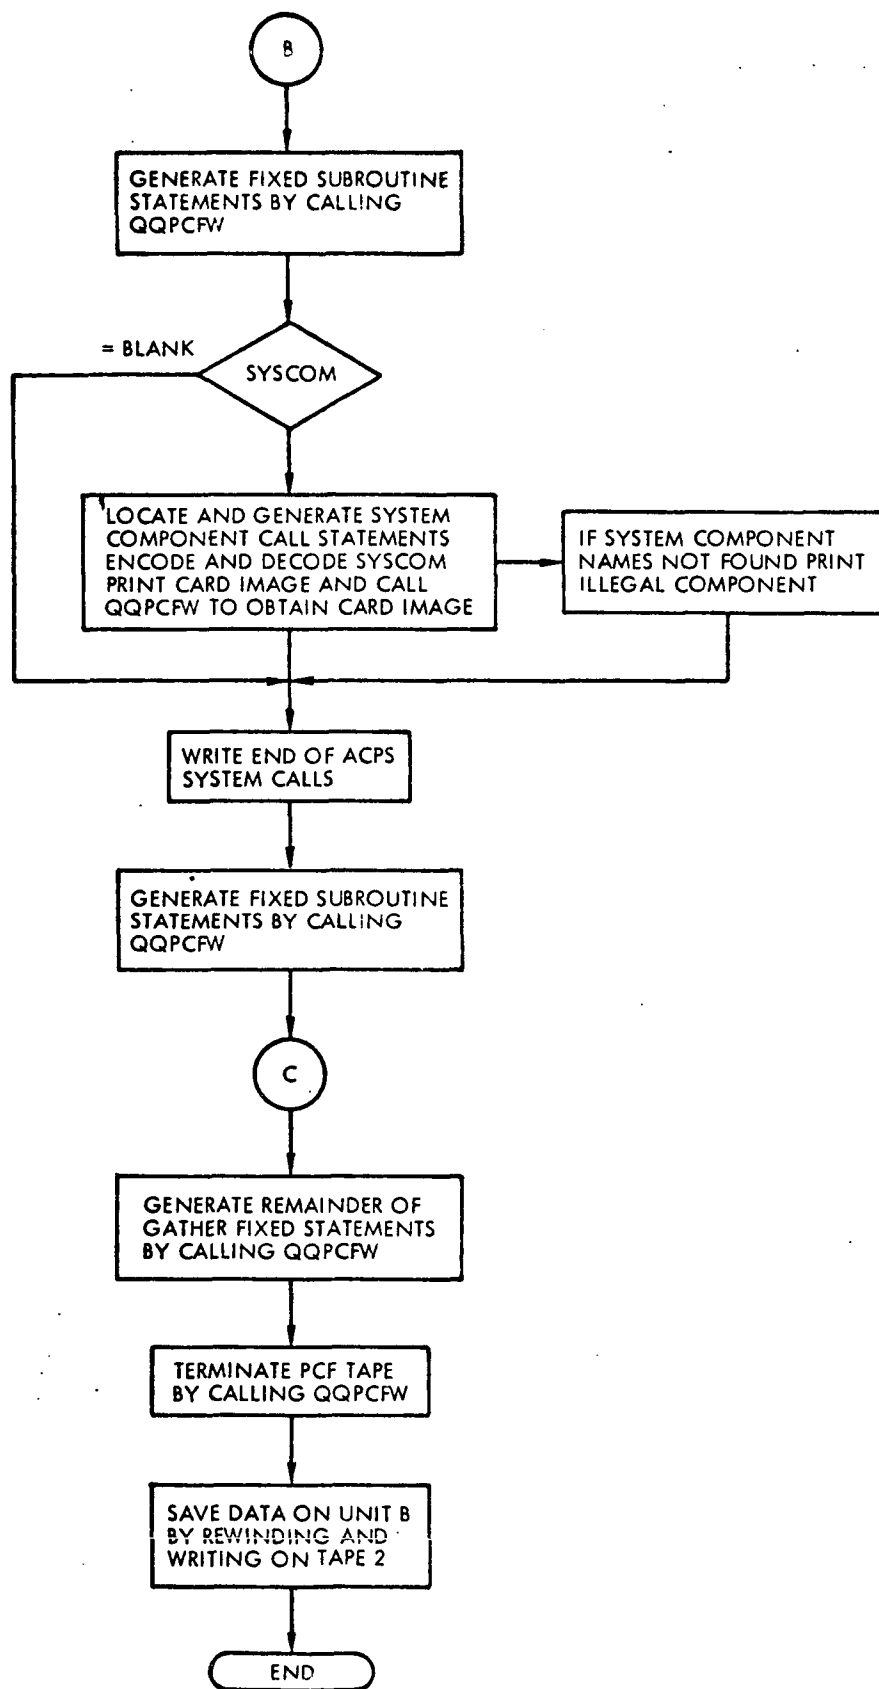 B
GENERATE FIXED SUBROUTINE
STATEMENTS BY CALLING
QQPCFW
= BLANK
SYSCOM
LOCATE AND GENERATE SYSTEM
COMPONENT CALL STATEMENTS
ENCODE AND DECODE SYSCOM
PRINT CARD IMAGE AND CALL
QQPCFW TO OBTAIN CARD IMAGE
IF SYSTEM COMPONENT
NAMES NOT FOUND PRINT
ILLEGAL COMPONENT
WRITE END OF ACPS
SYSTEM CALLS
GENERATE FIXED SUBROUTINE
STATEMENTS BY CALLING
QQPCFW
C
GENERATE REMAINDER OF
GATHER FIXED STATEMENTS
BY CALLING QQPCFW
TERMINATE PCF TAPE
BY CALLING QQPCFW
SAVE DATA ON UNIT B
BY REWINDING AND
WRITING ON TAPE 2
END